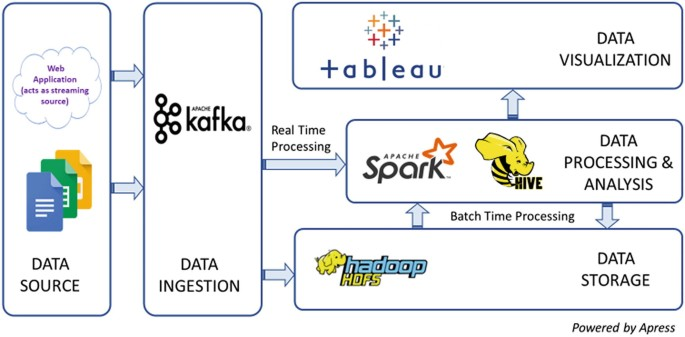 Web
Application
(acts as streaming
source)
DATA
SOURCE
APACHE
kafka®
DATA
INGESTION
Real Time
Processing
+ableau
DATA
VISUALIZATION
APACHE
Spark™
HIVE
DATA
PROCESSING &
ANALYSIS
Batch Time Processing
hadoop
HDFS
DATA
STORAGE
Powered by Apress